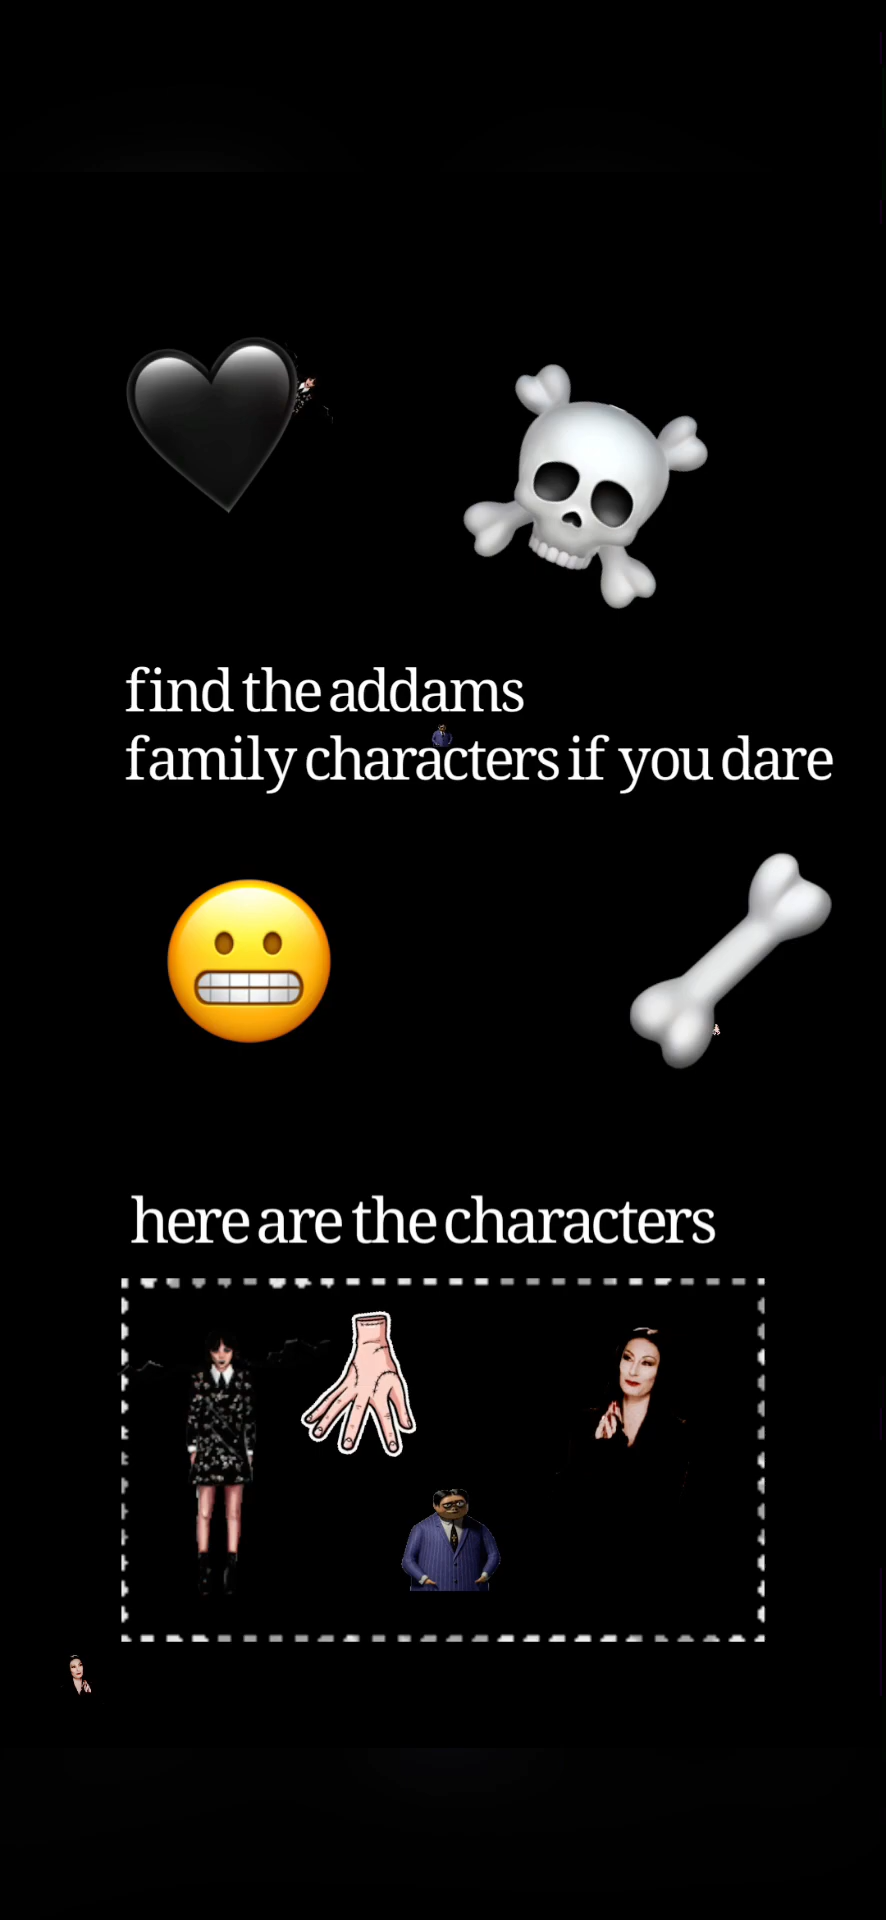 find the addams
family characters if you dare
here are the characters